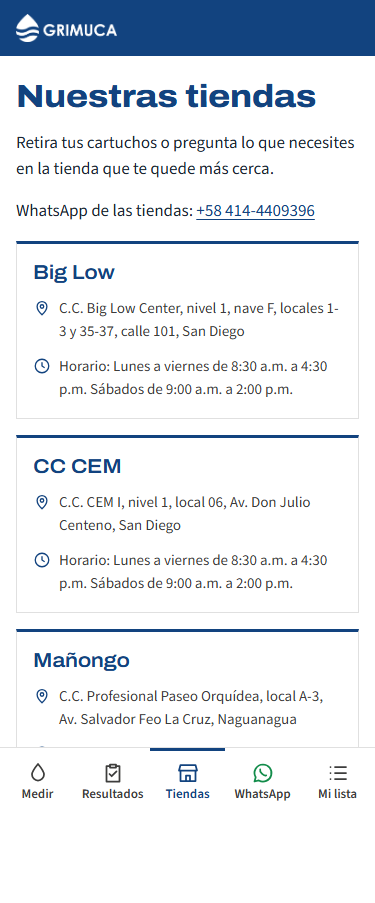 GRIMUCA
Nuestras tiendas
Retira tus cartuchos o pregunta lo que necesites
en la tienda que te quede más cerca.
WhatsApp de las tiendas: +58 414-4409396
Big Low
C.C. Big Low Center, nivel 1, nave F, locales 1-
3 y 35-37, calle 101, San Diego
Horario: Lunes a viernes de 8:30 a.m. a 4:30
p.m. Sábados de 9:00 a.m. a 2:00 p.m.
CC CEM
C.C. CEM I, nivel 1, local 06, Av. Don Julio
Centeno, San Diego
Horario: Lunes a viernes de 8:30 a.m. a 4:30
p.m. Sábados de 9:00 a.m. a 2:00 p.m.
Mañongo
C.C. Profesional Paseo Orquídea, local A-3,
Av. Salvador Feo La Cruz, Naguanagua
Medir Resultados Tiendas WhatsApp Mi lista